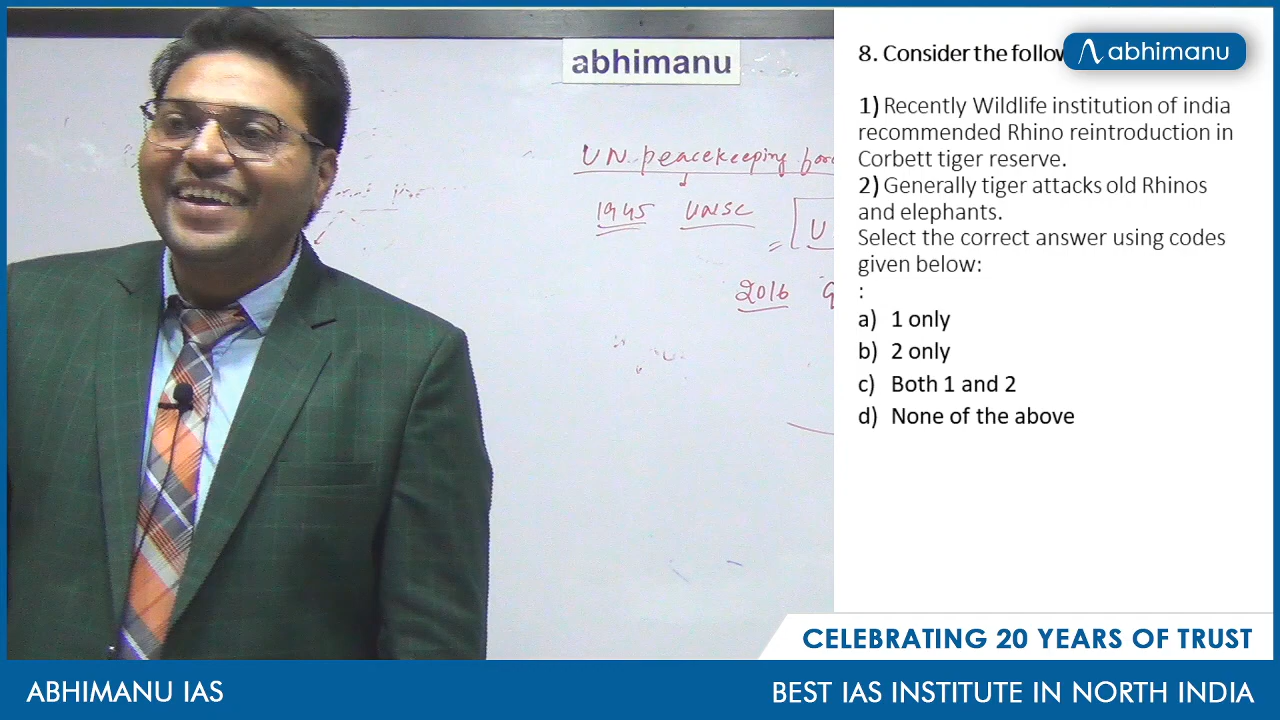 abhimanu
UN peacekeeping
1945 UNSC
= U
2016
8. Consider the follow
abhimanu
1) Recently Wildlife institution of india
recommended Rhino reintroduction in
Corbett tiger reserve.
2) Generally tiger attacks old Rhinos
and elephants.
Select the correct answer using codes
given below:
:
a) 1 only
b) 2 only
c) Both 1 and 2
d) None of the above
CELEBRATING 20 YEARS OF TRUST
ABHIMANU IAS
BEST IAS INSTITUTE IN NORTH INDIA